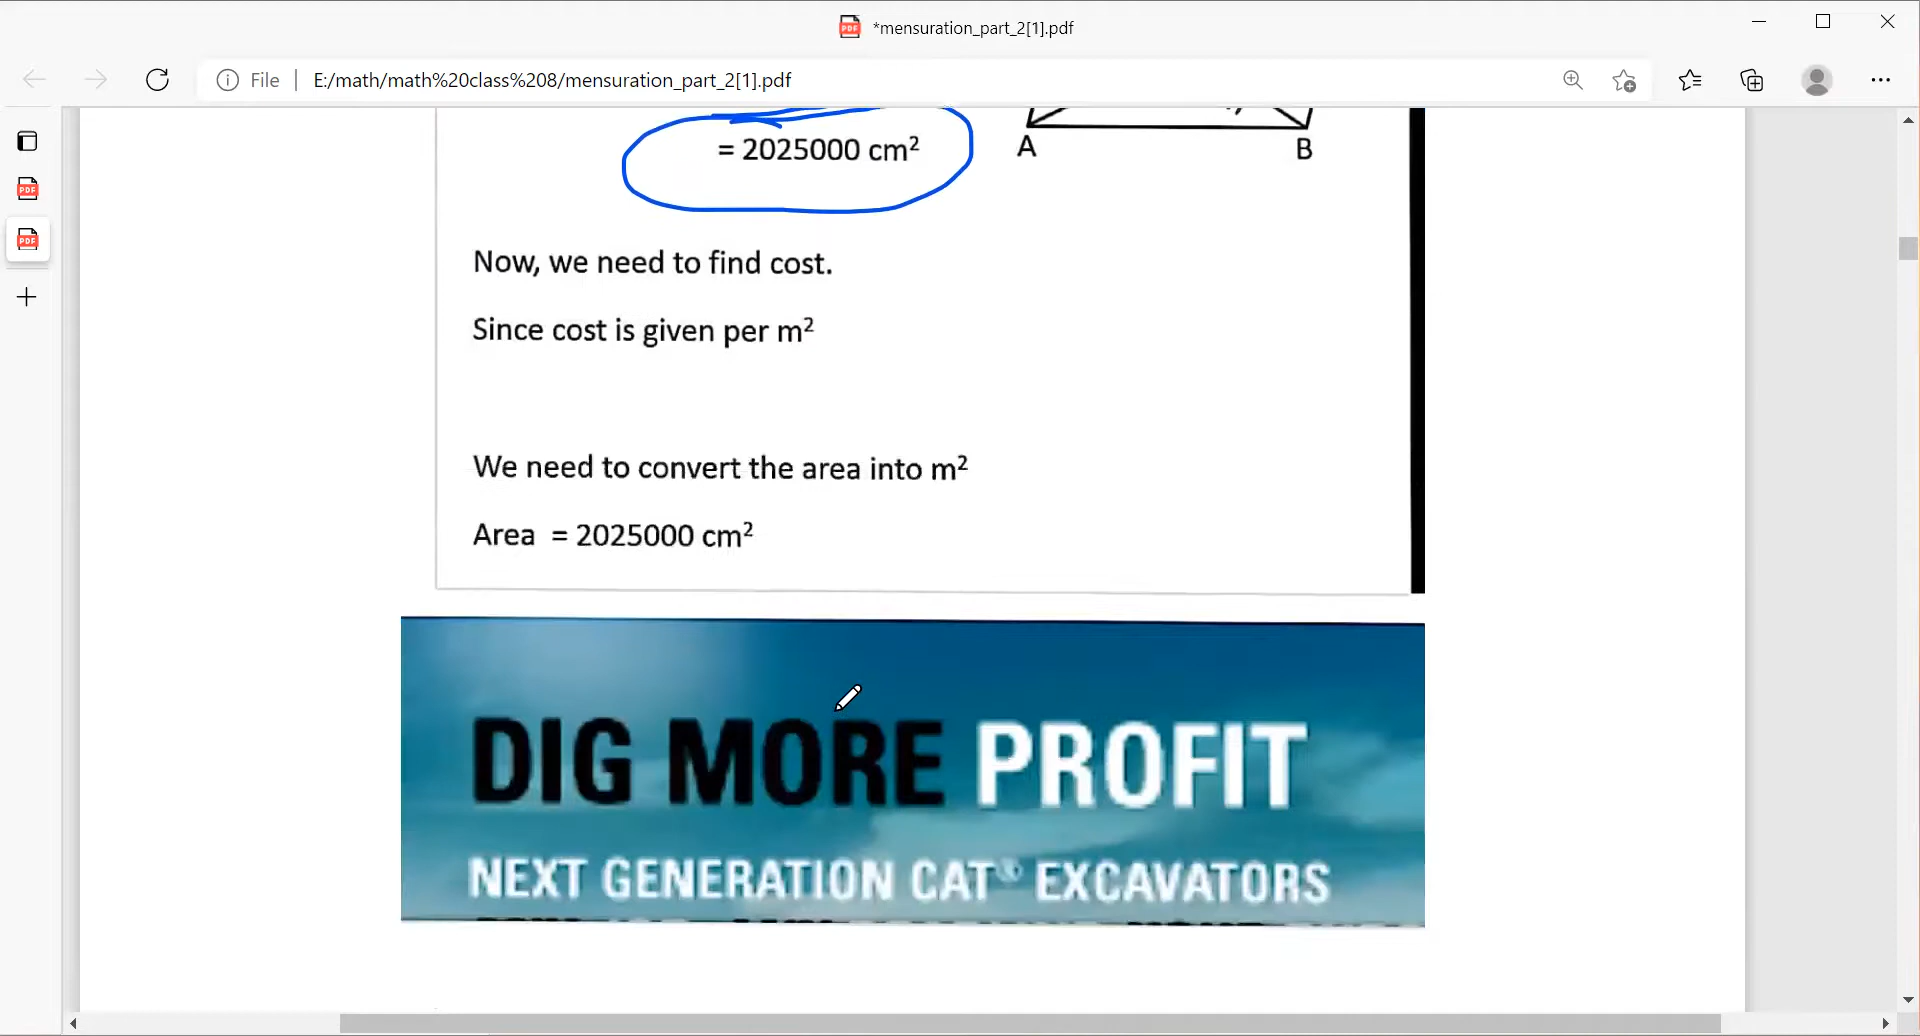 *mensuration_part_2[1].pdf
File E:/math/math%20class%208/mensuration_part_2[1].pdf
= 2025000 cm²
A B
Now, we need to find cost.
Since cost is given per m²
We need to convert the area into m²
Area = 2025000 cm²
DIG MORE PROFIT
NEXT GENERATION CAT® EXCAVATORS